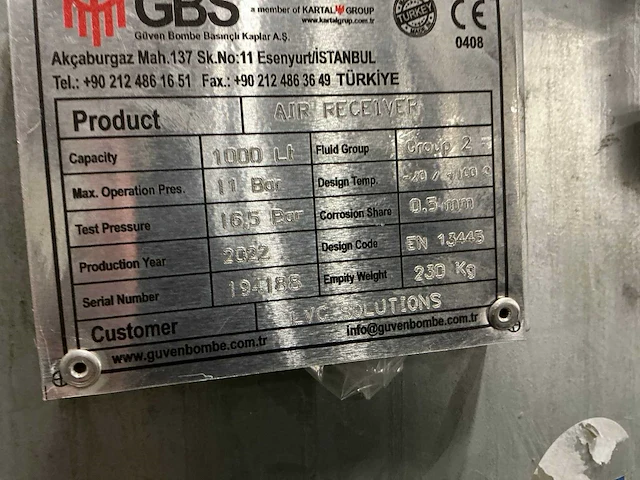 GBS
a member of KARTAL GROUP
www.kartalgrup.com.tr
TURKEY
CE
0408
Güven Bombe Basınçlı Kaplar A.Ş.
Akçaburgaz Mah.137 Sk.No:11 Esenyurt/İSTANBUL
Tel.: +90 212 486 16 51 Fax.: +90 212 486 36 49 TÜRKİYE
Product AIR RECEIVER
Capacity 1000 Lt Fluid Group Group 2
Max. Operation Pres. 11 Bar Design Temp.
Test Pressure 16,5 Bar Corrosion Share 0.5 mm
Production Year 2022 Design Code EN 13445
Serial Number Empity Weight 230 Kg
Customer LVC SOLUTIONS
www.guvenbombe.com.tr info@guvenbombe.com.tr